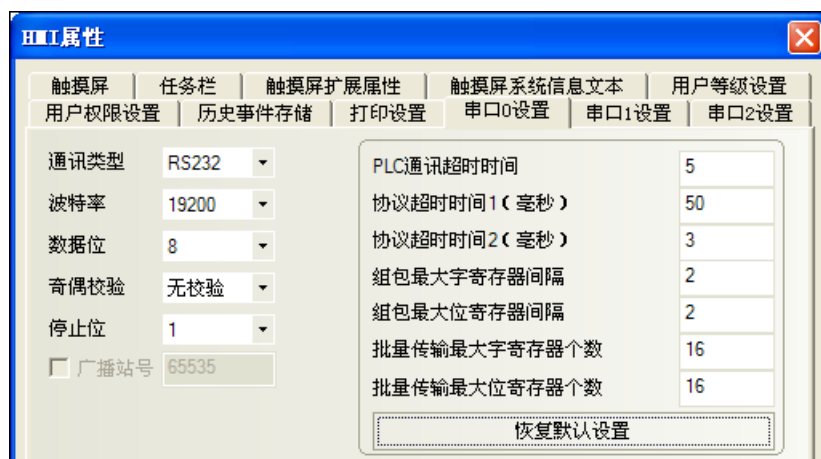 HMI属性
触摸屏 任务栏 触摸屏扩展属性 触摸屏系统信息文本 用户等级设置
用户权限设置 历史事件存储 打印设置 串口0设置 串口1设置 串口2设置
通讯类型 RS232
波特率 19200
数据位 8
奇偶校验 无校验
停止位 1
广播站号 65535
PLC通讯超时时间 5
协议超时时间1(毫秒) 50
协议超时时间2(毫秒) 3
组包最大字寄存器间隔 2
组包最大位寄存器间隔 2
批量传输最大字寄存器个数 16
批量传输最大位寄存器个数 16
恢复默认设置